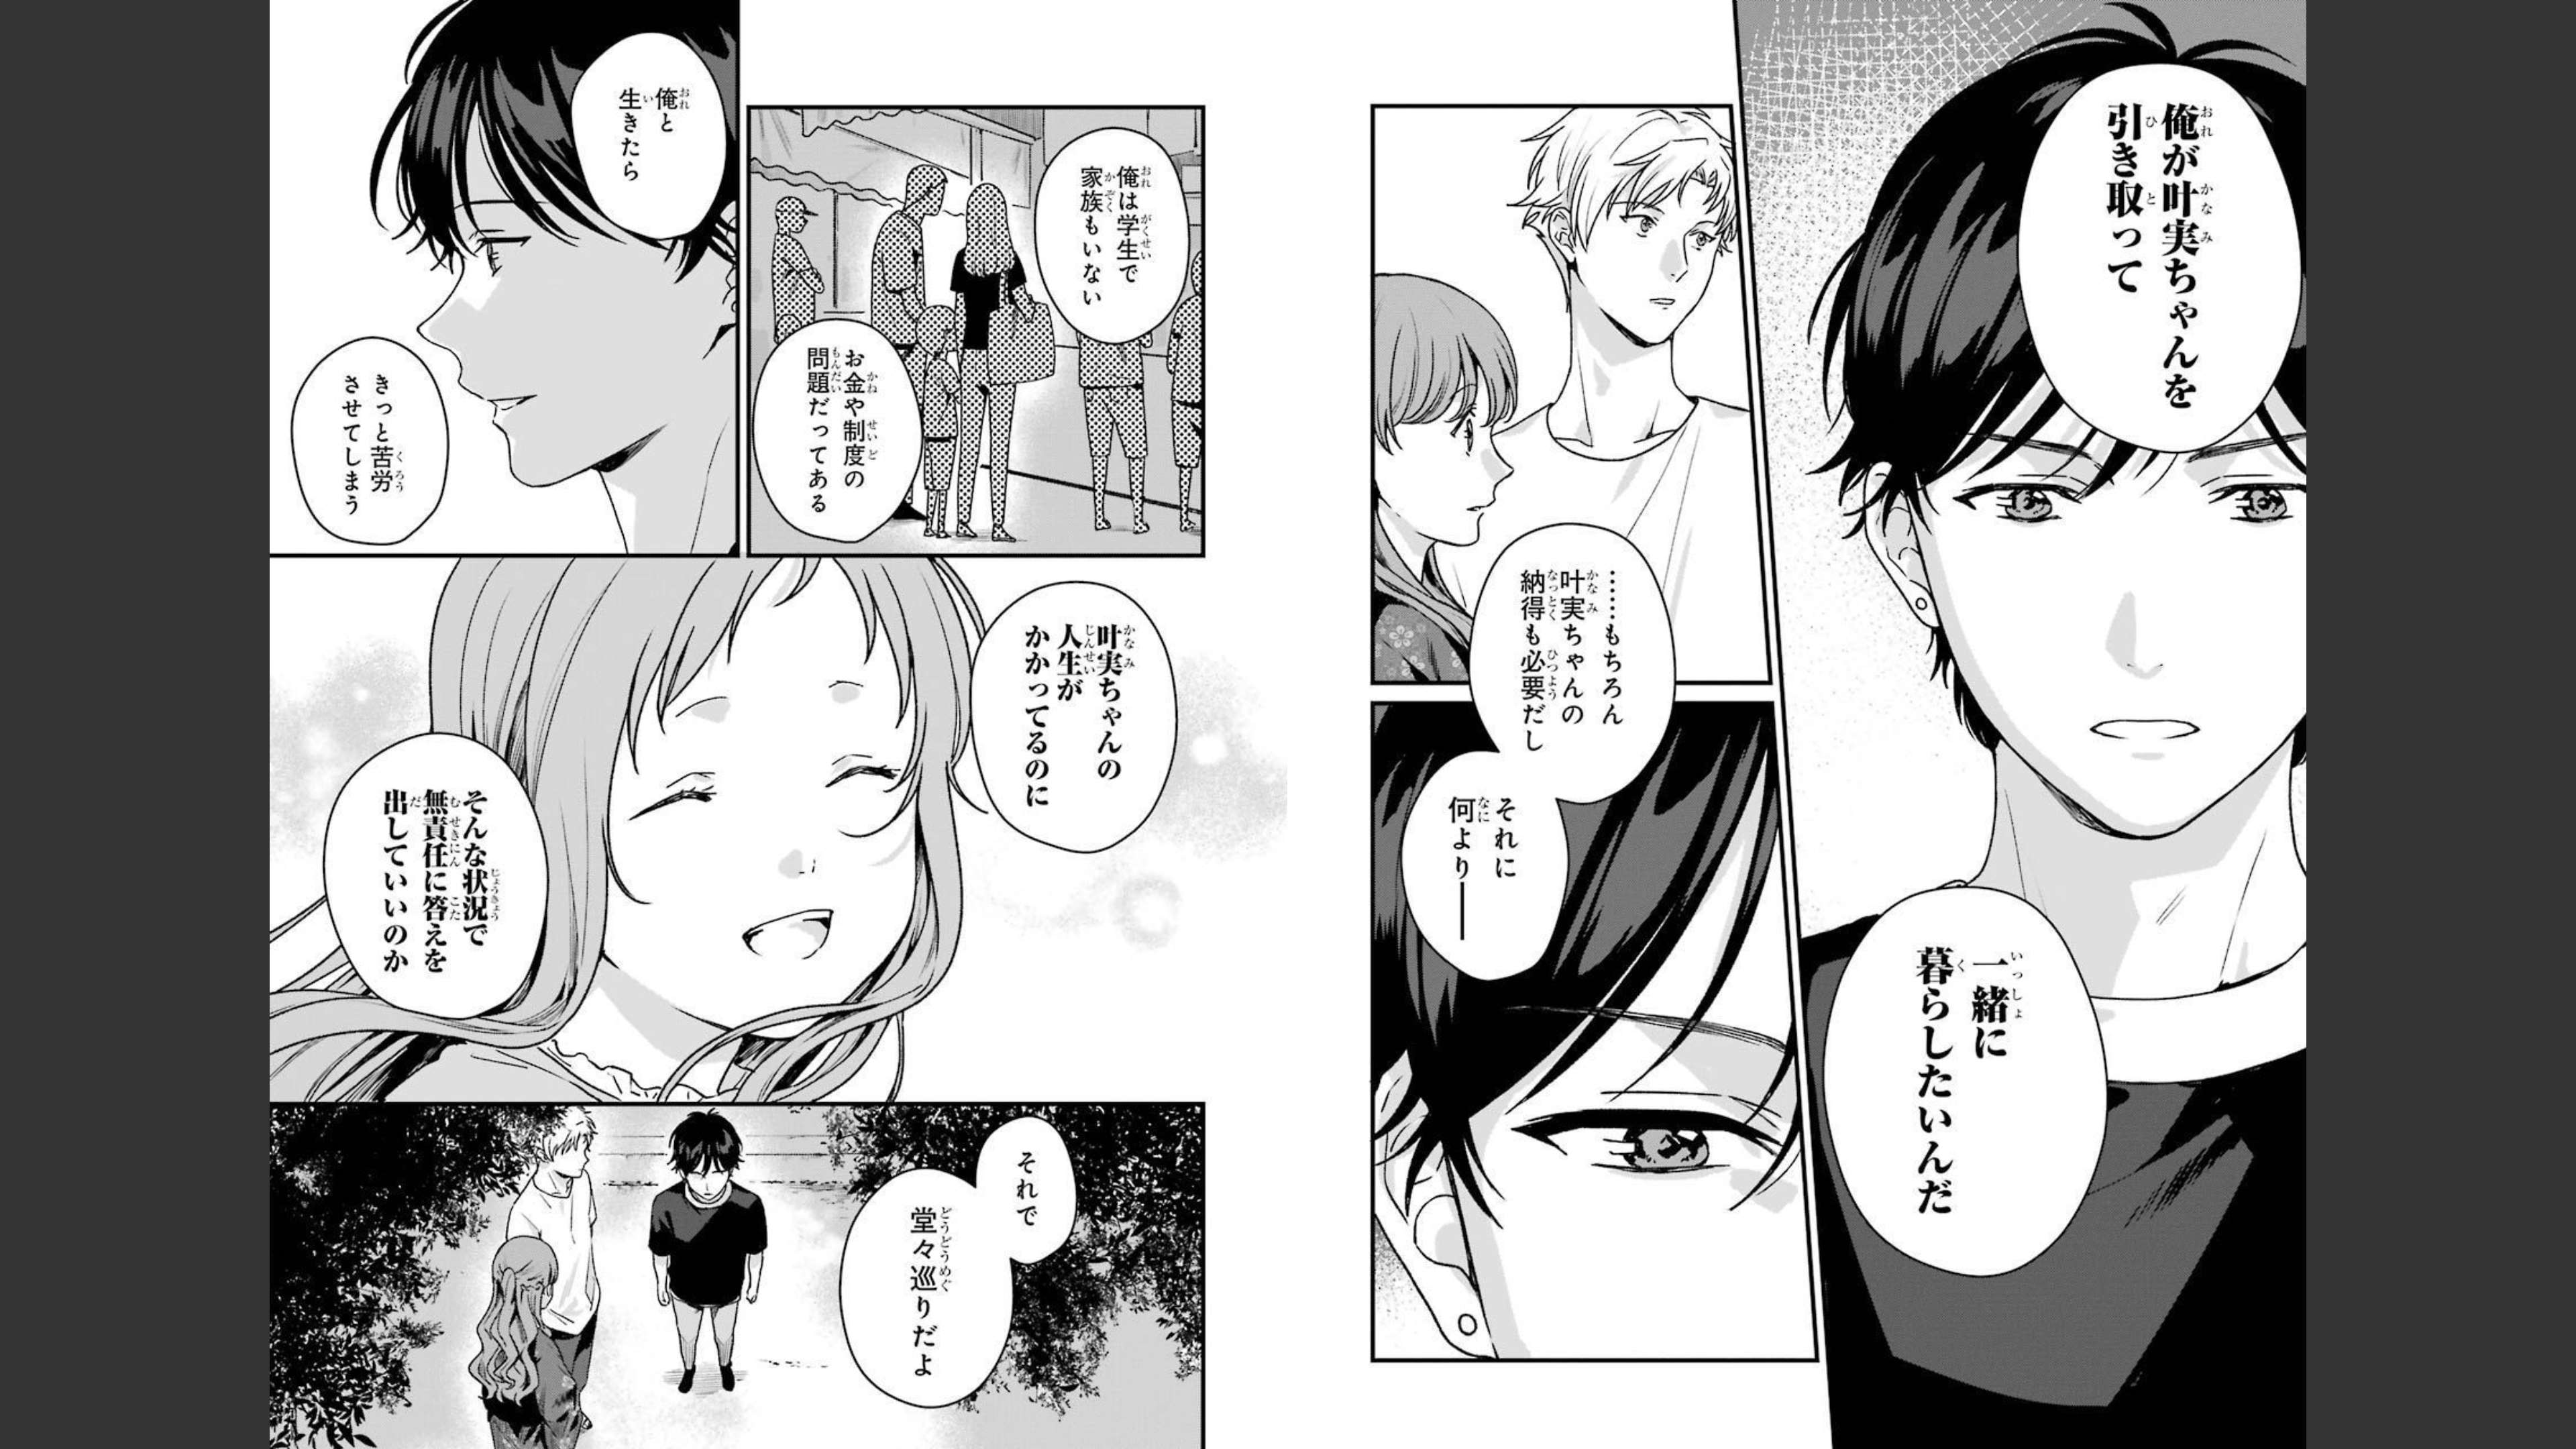 俺が叶実ちゃんを
引き取って
一緒に
暮らしたいんだ
……もちろん
叶実ちゃんの
納得も必要だし
それに
何より━━
俺は学生で
家族もいない
お金や制度の
問題だってある
俺と
生きたら
きっと苦労
させてしまう
叶実ちゃんの
人生が
かかってるのに
そんな状況で
無責任に答えを
出していいのか
それで
堂々巡りだよ